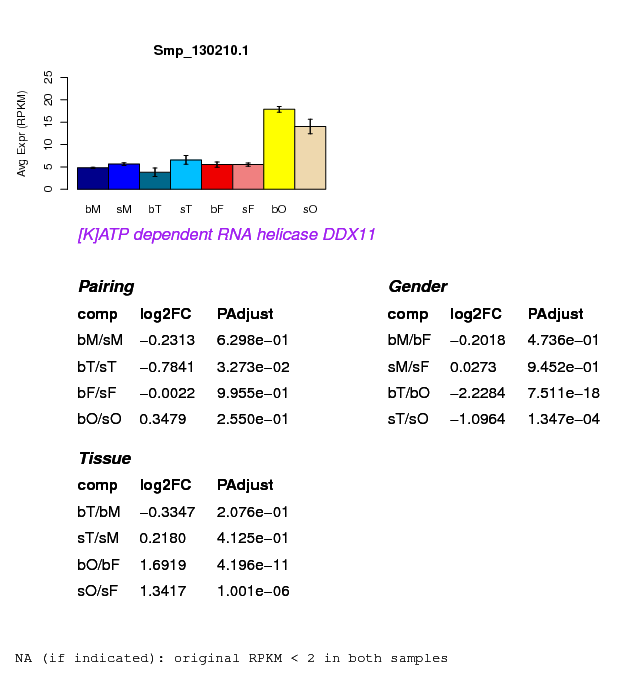 Smp_130210.1
Avg Expr (RPKM)
0 5 10 15 20 25
bM sM bT sT bF sF bO sO
[K]ATP dependent RNA helicase DDX11
Pairing
comp log2FC PAdjust
bM/sM −0.2313 6.298e−01
bT/sT −0.7841 3.273e−02
bF/sF −0.0022 9.955e−01
bO/sO 0.3479 2.550e−01
Gender
comp log2FC PAdjust
bM/bF −0.2018 4.736e−01
sM/sF 0.0273 9.452e−01
bT/bO −2.2284 7.511e−18
sT/sO −1.0964 1.347e−04
Tissue
comp log2FC PAdjust
bT/bM −0.3347 2.076e−01
sT/sM 0.2180 4.125e−01
bO/bF 1.6919 4.196e−11
sO/sF 1.3417 1.001e−06
NA (if indicated): original RPKM < 2 in both samples